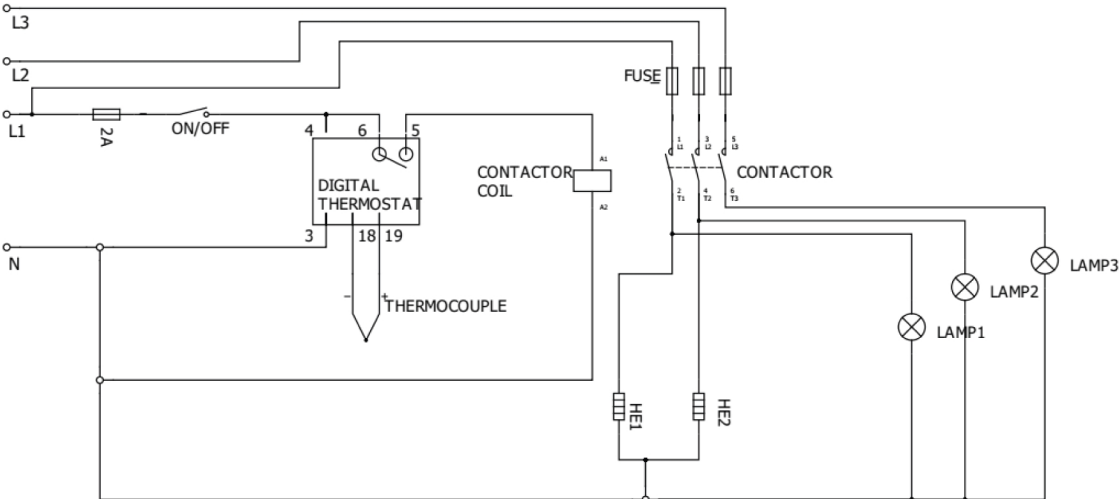 L3
L2
FUSE
L1
2A
ON/OFF
4
6
5
1
L1
3
L2
5
L3
A1
CONTACTOR
COIL
CONTACTOR
DIGITAL
THERMOSTAT
2
T1
4
T2
6
T3
A2
3
18
19
N
-
+
THERMOCOUPLE
LAMP3
LAMP2
LAMP1
HE1
HE2